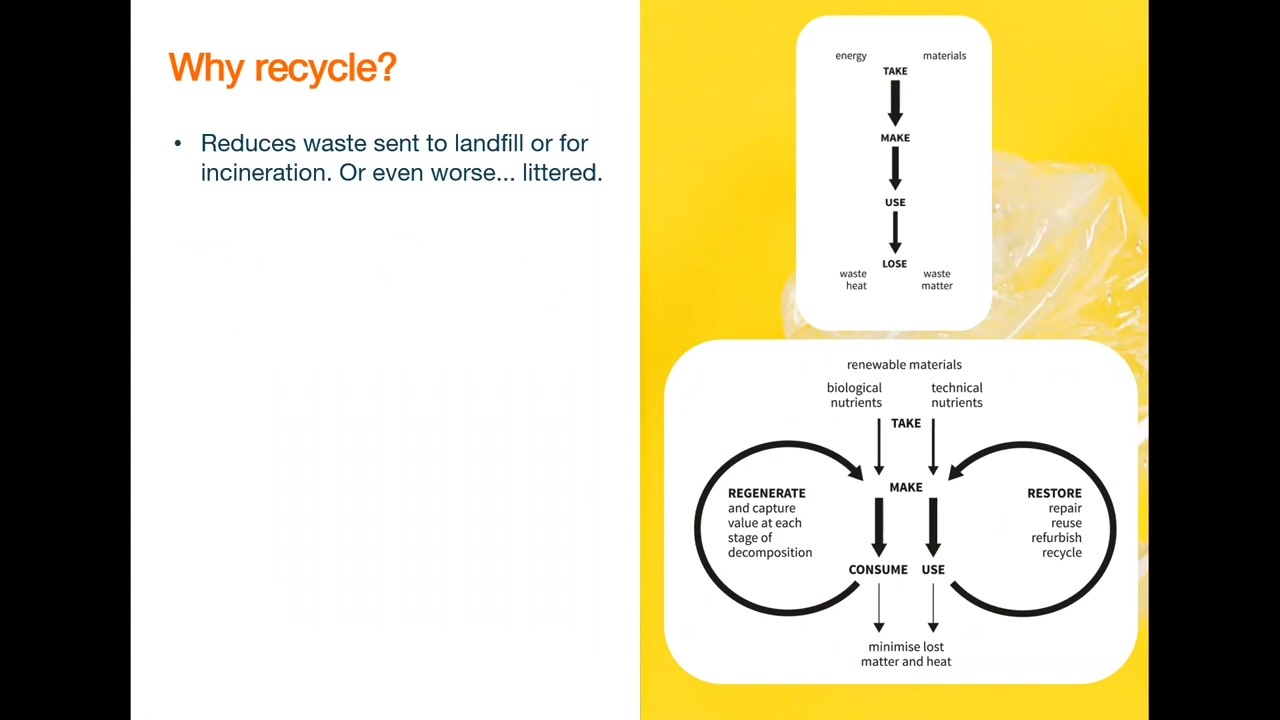 Why recycle?
• Reduces waste sent to landfill or for
incineration. Or even worse... littered.
energy materials
TAKE
MAKE
USE
LOSE
waste waste
heat matter
renewable materials
biological technical
nutrients nutrients
TAKE
MAKE
REGENERATE
and capture
value at each
stage of
decomposition
RESTORE
repair
reuse
refurbish
recycle
CONSUME USE
minimise lost
matter and heat